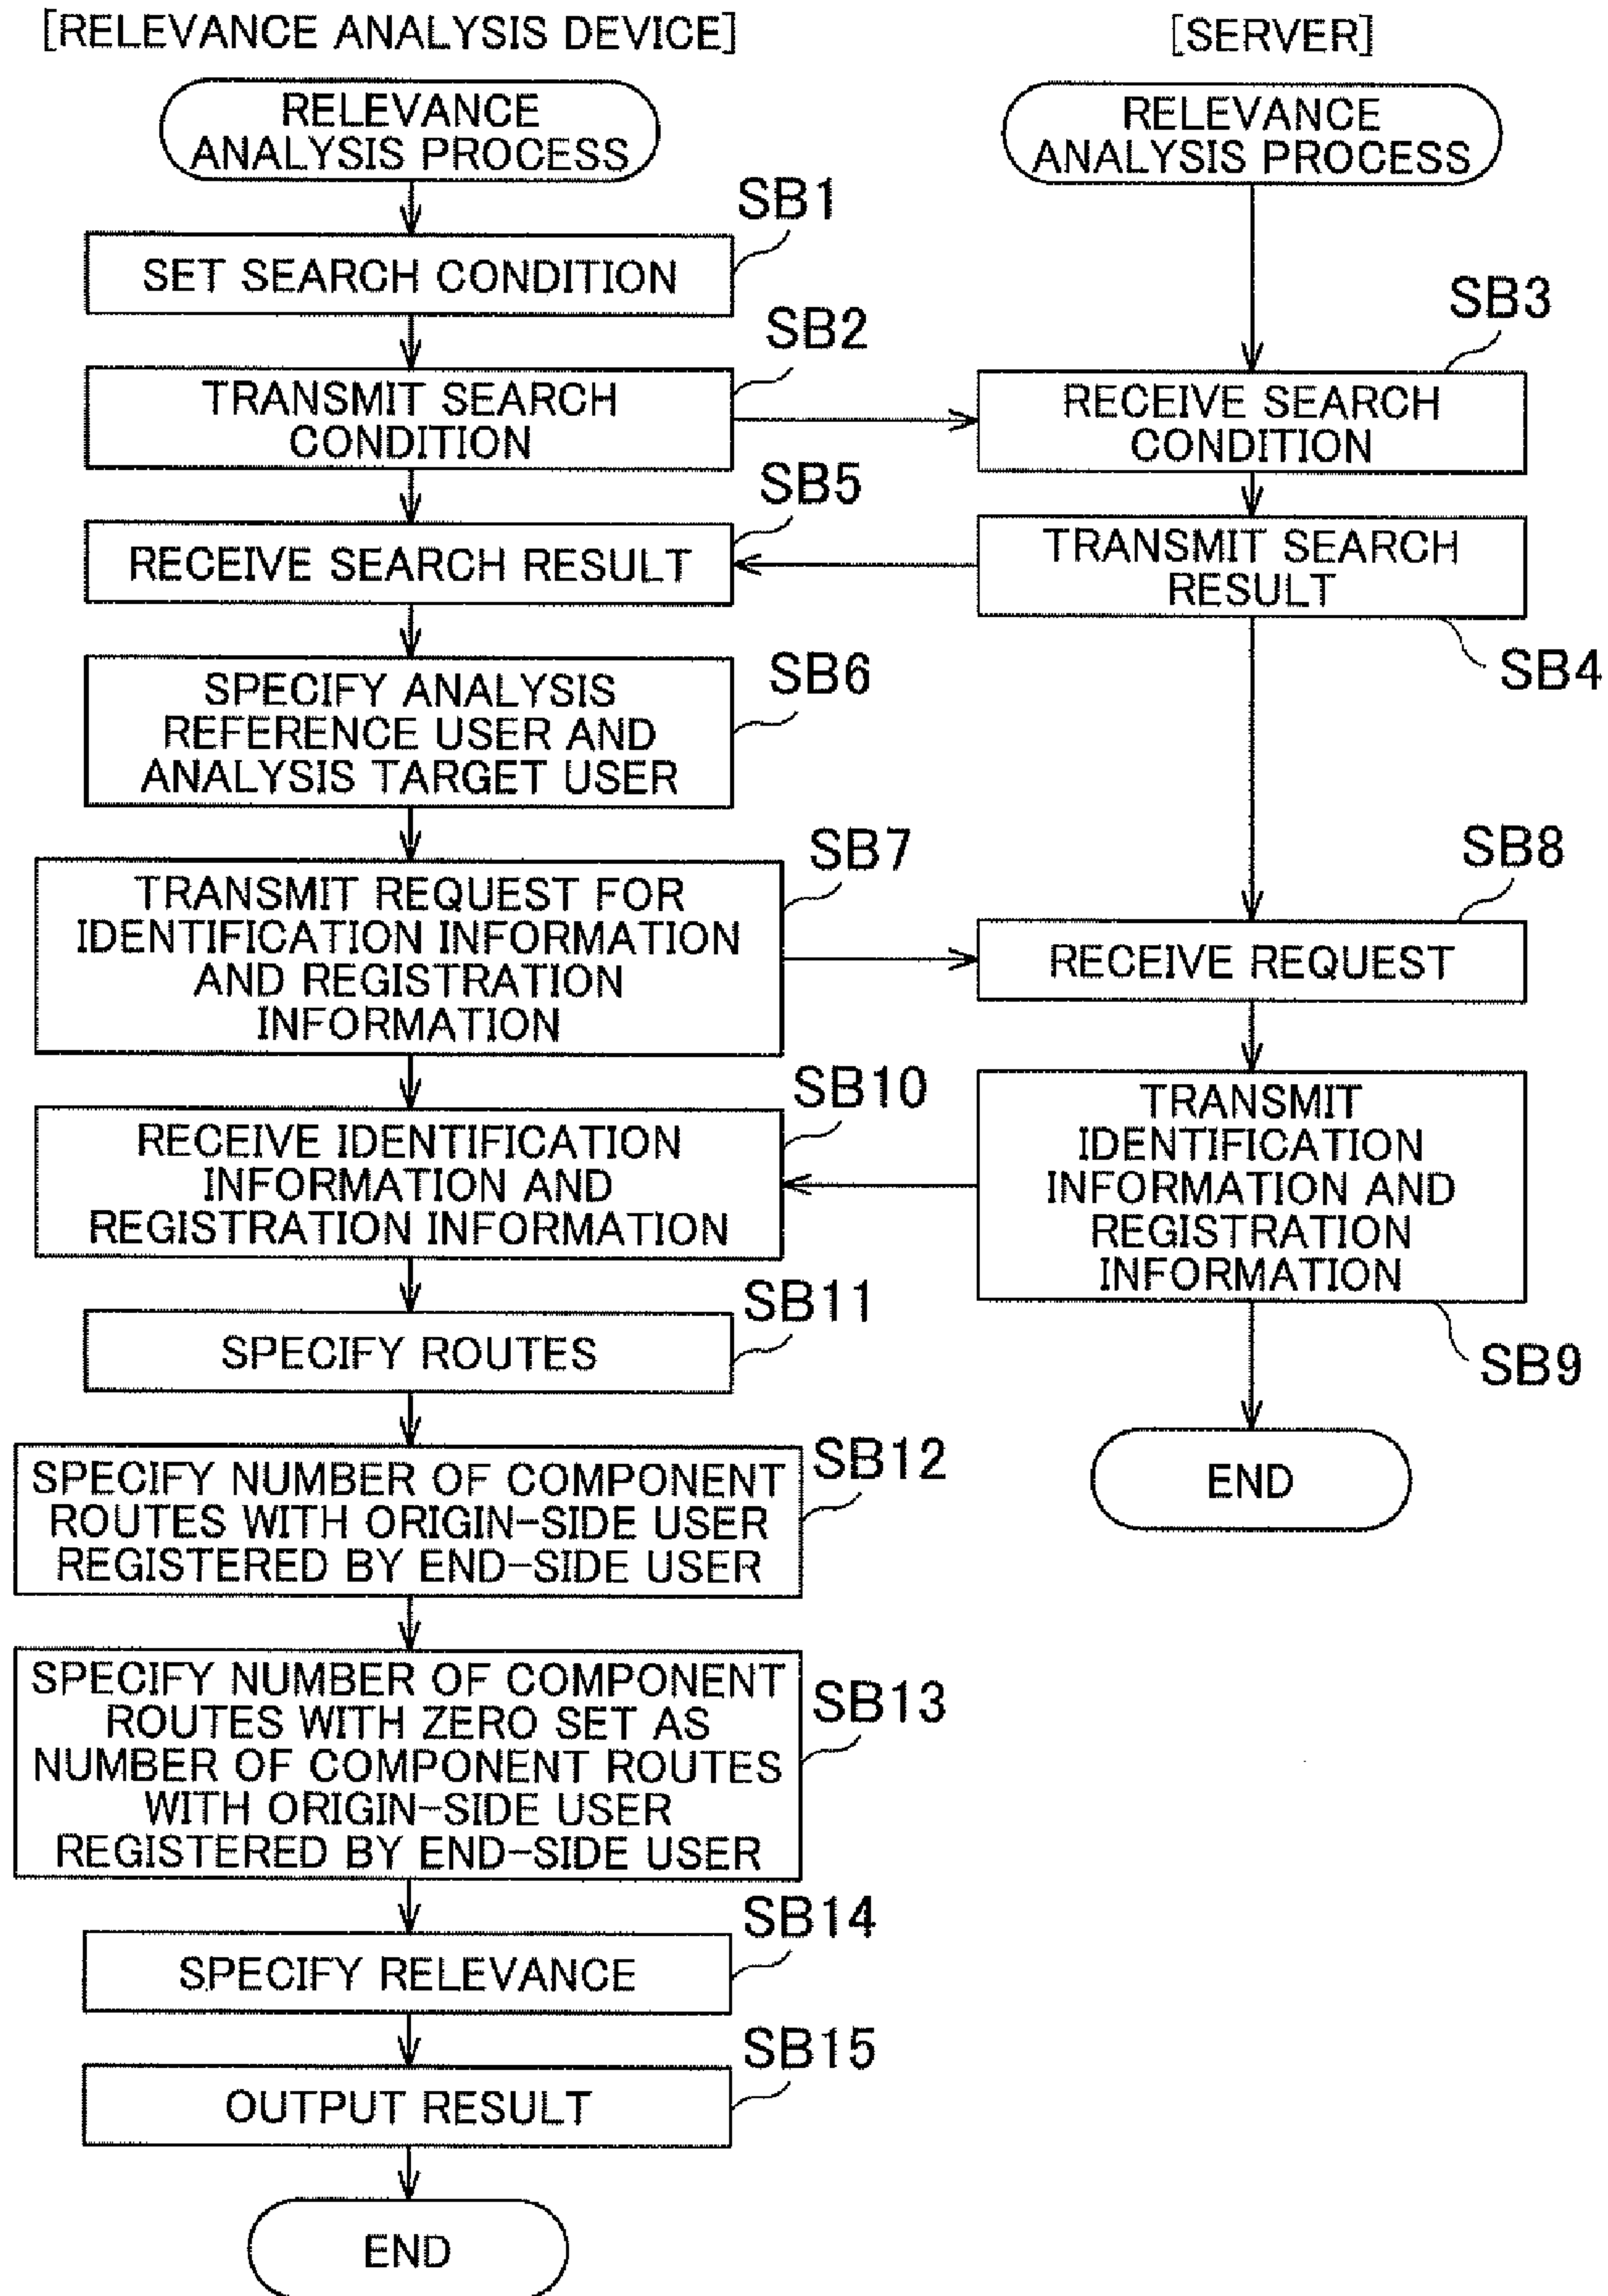 [RELEVANCE ANALYSIS DEVICE]
RELEVANCE
ANALYSIS PROCESS
SB1
SET SEARCH CONDITION
SB2
TRANSMIT SEARCH
CONDITION
SB5
RECEIVE SEARCH RESULT
SB6
SPECIFY ANALYSIS
REFERENCE USER AND
ANALYSIS TARGET USER
SB7
TRANSMIT REQUEST FOR
IDENTIFICATION INFORMATION
AND REGISTRATION
INFORMATION
SB10
RECEIVE IDENTIFICATION
INFORMATION AND
REGISTRATION INFORMATION
SB11
SPECIFY ROUTES
SB12
SPECIFY NUMBER OF COMPONENT
ROUTES WITH ORIGIN-SIDE USER
REGISTERED BY END-SIDE USER
SB13
SPECIFY NUMBER OF COMPONENT
ROUTES WITH ZERO SET AS
NUMBER OF COMPONENT ROUTES
WITH ORIGIN-SIDE USER
REGISTERED BY END-SIDE USER
SB14
SPECIFY RELEVANCE
SB15
OUTPUT RESULT
END
[SERVER]
RELEVANCE
ANALYSIS PROCESS
SB3
RECEIVE SEARCH
CONDITION
TRANSMIT SEARCH
RESULT
SB4
SB8
RECEIVE REQUEST
TRANSMIT
IDENTIFICATION
INFORMATION AND
REGISTRATION
INFORMATION
SB9
END